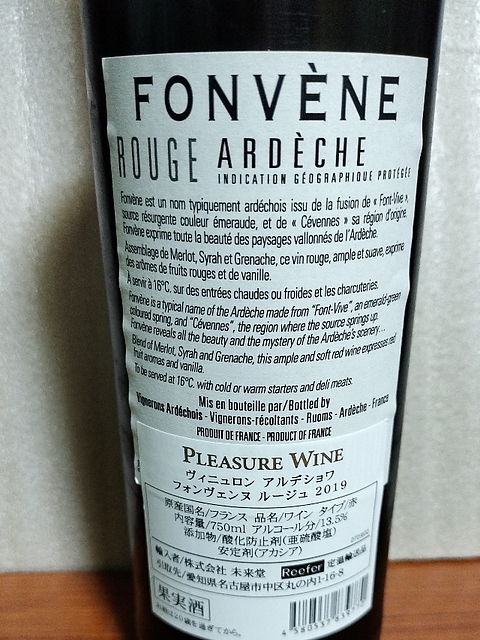 FONVÈNE
ROUGE ARDÈCHE
INDICATION GÉOGRAPHIQUE PROTÉGÉE
Fonvène est un nom typiquement ardéchois issu de la fusion de « Font-Vive »,
source résurgente couleur émeraude, et de « Cévennes » sa région d'origine.
Fonvène exprime toute la beauté des paysages vallonnés de l'Ardèche.
Assemblage de Merlot, Syrah et Grenache, ce vin rouge, ample et suave, exprime
des arômes de fruits rouges et de vanille.
A servir à 16°C, sur des entrées chaudes ou froides et les charcuteries.
Fonvène is a typical name of the Ardèche made from "Font-Vive", an emerald-green
coloured spring, and "Cévennes", the region where the source springs up.
Fonvène reveals all the beauty and the mystery of the Ardèche's scenery...
Blend of Merlot, Syrah and Grenache, this ample and soft red wine expresses red
fruit aromas and vanilla.
To be served at 16°C, with cold or warm starters and deli meats.
Mis en bouteille par/Bottled by
Vignerons Ardéchois - Vignerons-récoltants - Ruoms - Ardèche - France
PRODUIT DE FRANCE - PRODUCT OF FRANCE
PLEASURE WINE
ヴィニュロン アルデショワ
フォンヴェンヌ ルージュ 2019
原産国名/フランス 品名/ワイン タイプ/赤
内容量/750ml アルコール分/13.5%
添加物/酸化防止剤(亜硫酸塩)
安定剤(アカシア)
輸入者/株式会社 未来堂 Reefer 定温輸送品
引取先/愛知県名古屋市中区丸の内1-16-8
果実酒
お酒は20歳を過ぎてから。